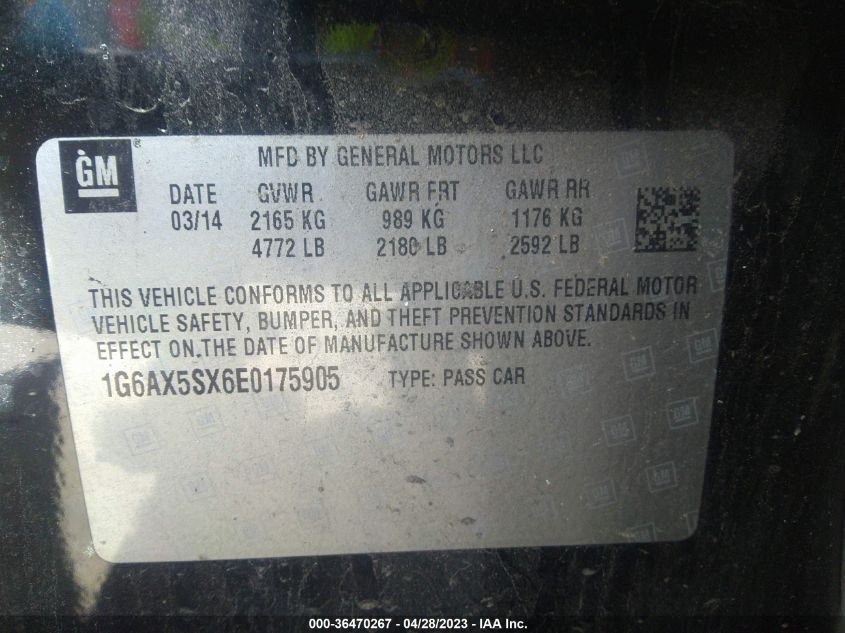 GM ® MFD BY GENERAL MOTORS LLC
DATE GVWR GAWR FRT GAWR RR
03/14 2165 KG 989 KG 1176 KG
4772 LB 2180 LB 2592 LB
THIS VEHICLE CONFORMS TO ALL APPLICABLE U.S. FEDERAL MOTOR
VEHICLE SAFETY, BUMPER, AND THEFT PREVENTION STANDARDS IN
EFFECT ON THE DATE OF MANUFACTURE SHOWN ABOVE.
1G6AX5SX6E0175905 TYPE: PASS CAR
000-36470267 - 04/28/2023 - IAA Inc.